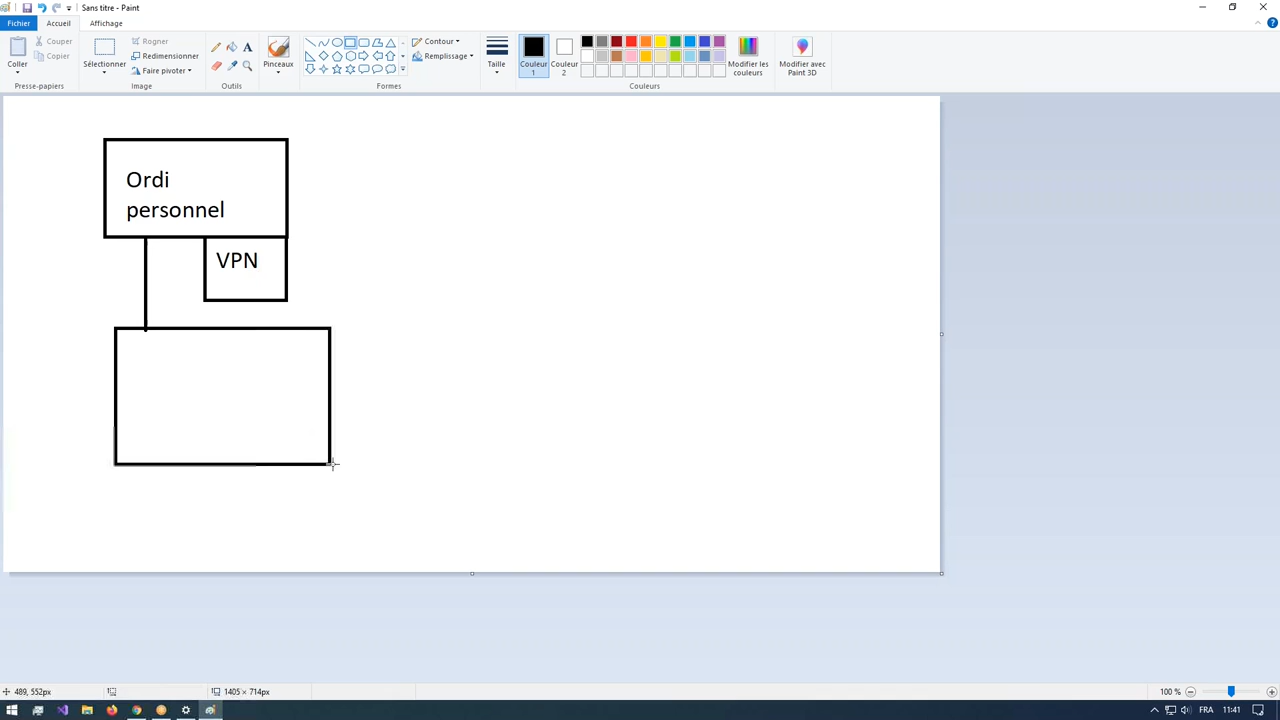 Sans titre - Paint
Fichier
Accueil
Affichage
Coller
Couper
Copier
Presse-papiers
Sélectionner
Rogner
Redimensionner
Faire pivoter
Image
Outils
Pinceaux
Formes
Contour
Remplissage
Taille
Couleur
1
Couleur
2
Modifier les
couleurs
Couleurs
Modifier avec
Paint 3D
Ordi
personnel
VPN
489, 552px
1405 × 714px
100 %
FRA
11:41